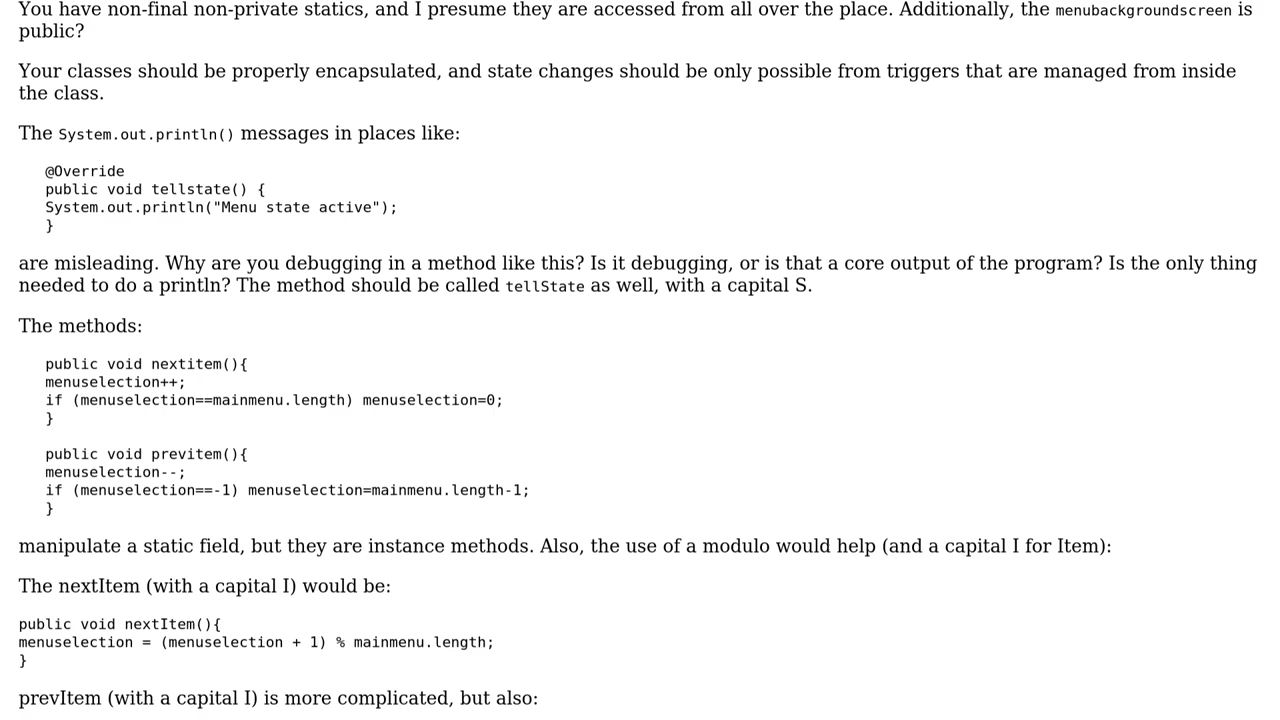 You have non-final non-private statics, and I presume they are accessed from all over the place. Additionally, the menubackgroundscreen is
public?
Your classes should be properly encapsulated, and state changes should be only possible from triggers that are managed from inside
the class.
The System.out.println() messages in places like:
@Override
public void tellstate() {
System.out.println("Menu state active");
}
are misleading. Why are you debugging in a method like this? Is it debugging, or is that a core output of the program? Is the only thing
needed to do a println? The method should be called tellState as well, with a capital S.
The methods:
public void nextitem(){
menuselection++;
if (menuselection==mainmenu.length) menuselection=0;
}
public void previtem(){
menuselection--;
if (menuselection==-1) menuselection=mainmenu.length-1;
}
manipulate a static field, but they are instance methods. Also, the use of a modulo would help (and a capital I for Item):
The nextItem (with a capital I) would be:
public void nextItem(){
menuselection = (menuselection + 1) % mainmenu.length;
}
prevItem (with a capital I) is more complicated, but also: